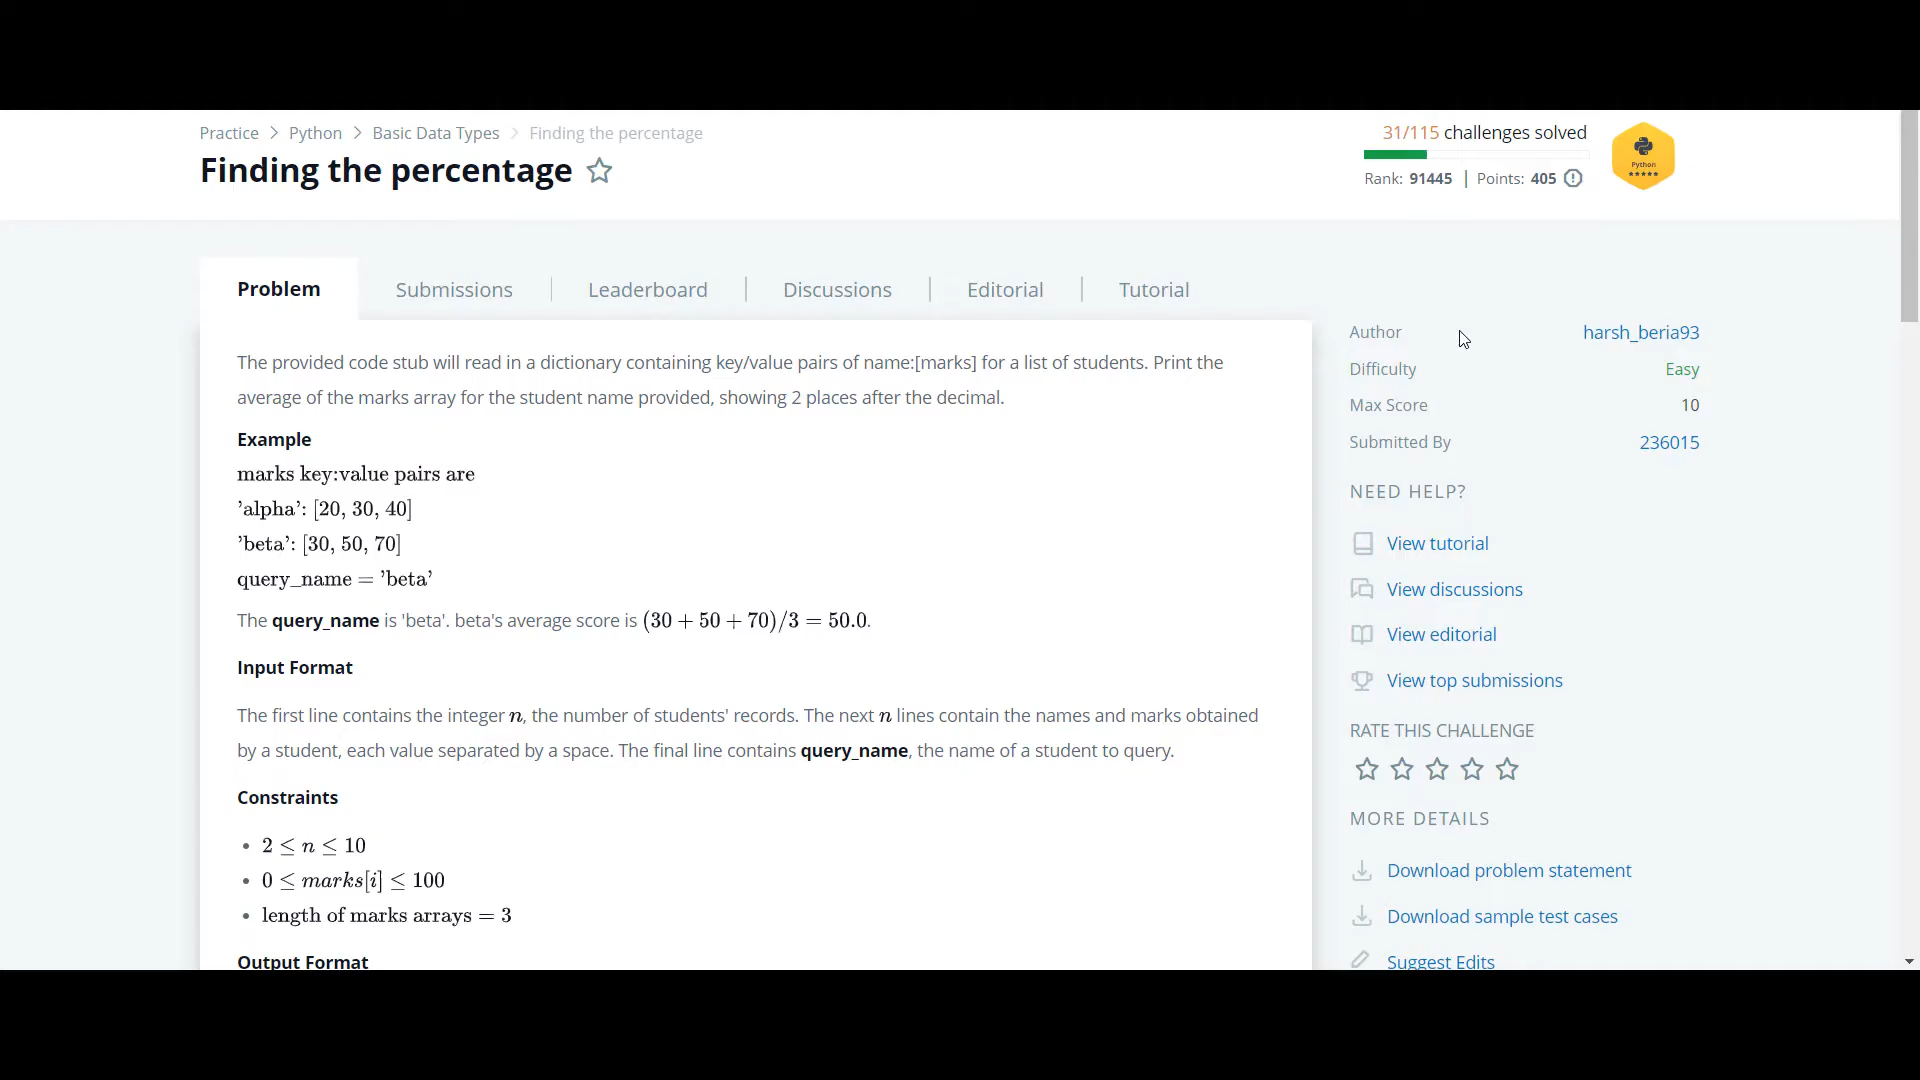 Practice > Python > Basic Data Types > Finding the percentage
Finding the percentage
31/115 challenges solved
Rank: 91445 | Points: 405
Python
Problem
Submissions
Leaderboard
Discussions
Editorial
Tutorial
The provided code stub will read in a dictionary containing key/value pairs of name:[marks] for a list of students. Print the
average of the marks array for the student name provided, showing 2 places after the decimal.
Example
marks key:value pairs are
'alpha': [20, 30, 40]
'beta': [30, 50, 70]
query_name = 'beta'
The query_name is 'beta'. beta's average score is (30 + 50 + 70)/3 = 50.0.
Input Format
The first line contains the integer n, the number of students' records. The next n lines contain the names and marks obtained
by a student, each value separated by a space. The final line contains query_name, the name of a student to query.
Constraints
• 2 ≤ n ≤ 10
• 0 ≤ marks[i] ≤ 100
• length of marks arrays = 3
Output Format
Author harsh_beria93
Difficulty Easy
Max Score 10
Submitted By 236015
NEED HELP?
View tutorial
View discussions
View editorial
View top submissions
RATE THIS CHALLENGE
MORE DETAILS
Download problem statement
Download sample test cases
Suggest Edits